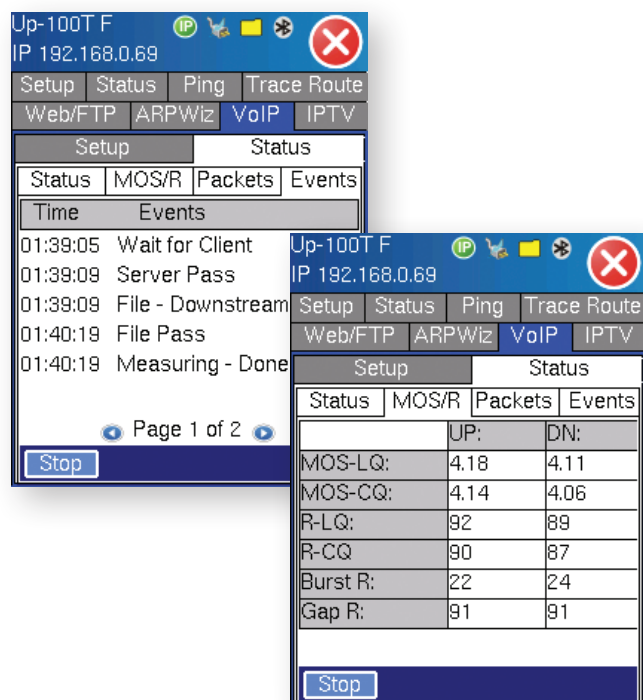 Up-100T F IP
IP 192.168.0.69
Setup Status Ping Trace Route
Web/FTP ARPWiz VoIP IPTV
Setup Status
Status MOS/R Packets Events
Time Events
01:39:05 Wait for Client
01:39:09 Server Pass
01:39:09 File - Downstream
01:40:19 File Pass
01:40:19 Measuring - Done
Page 1 of 2
Stop
Up-100T F IP
IP 192.168.0.69
Setup Status Ping Trace Route
Web/FTP ARPWiz VoIP IPTV
Setup Status
Status MOS/R Packets Events
UP: DN:
MOS-LQ: 4.18 4.11
MOS-CQ: 4.14 4.06
R-LQ: 92 89
R-CQ 90 87
Burst R: 22 24
Gap R: 91 91
Stop